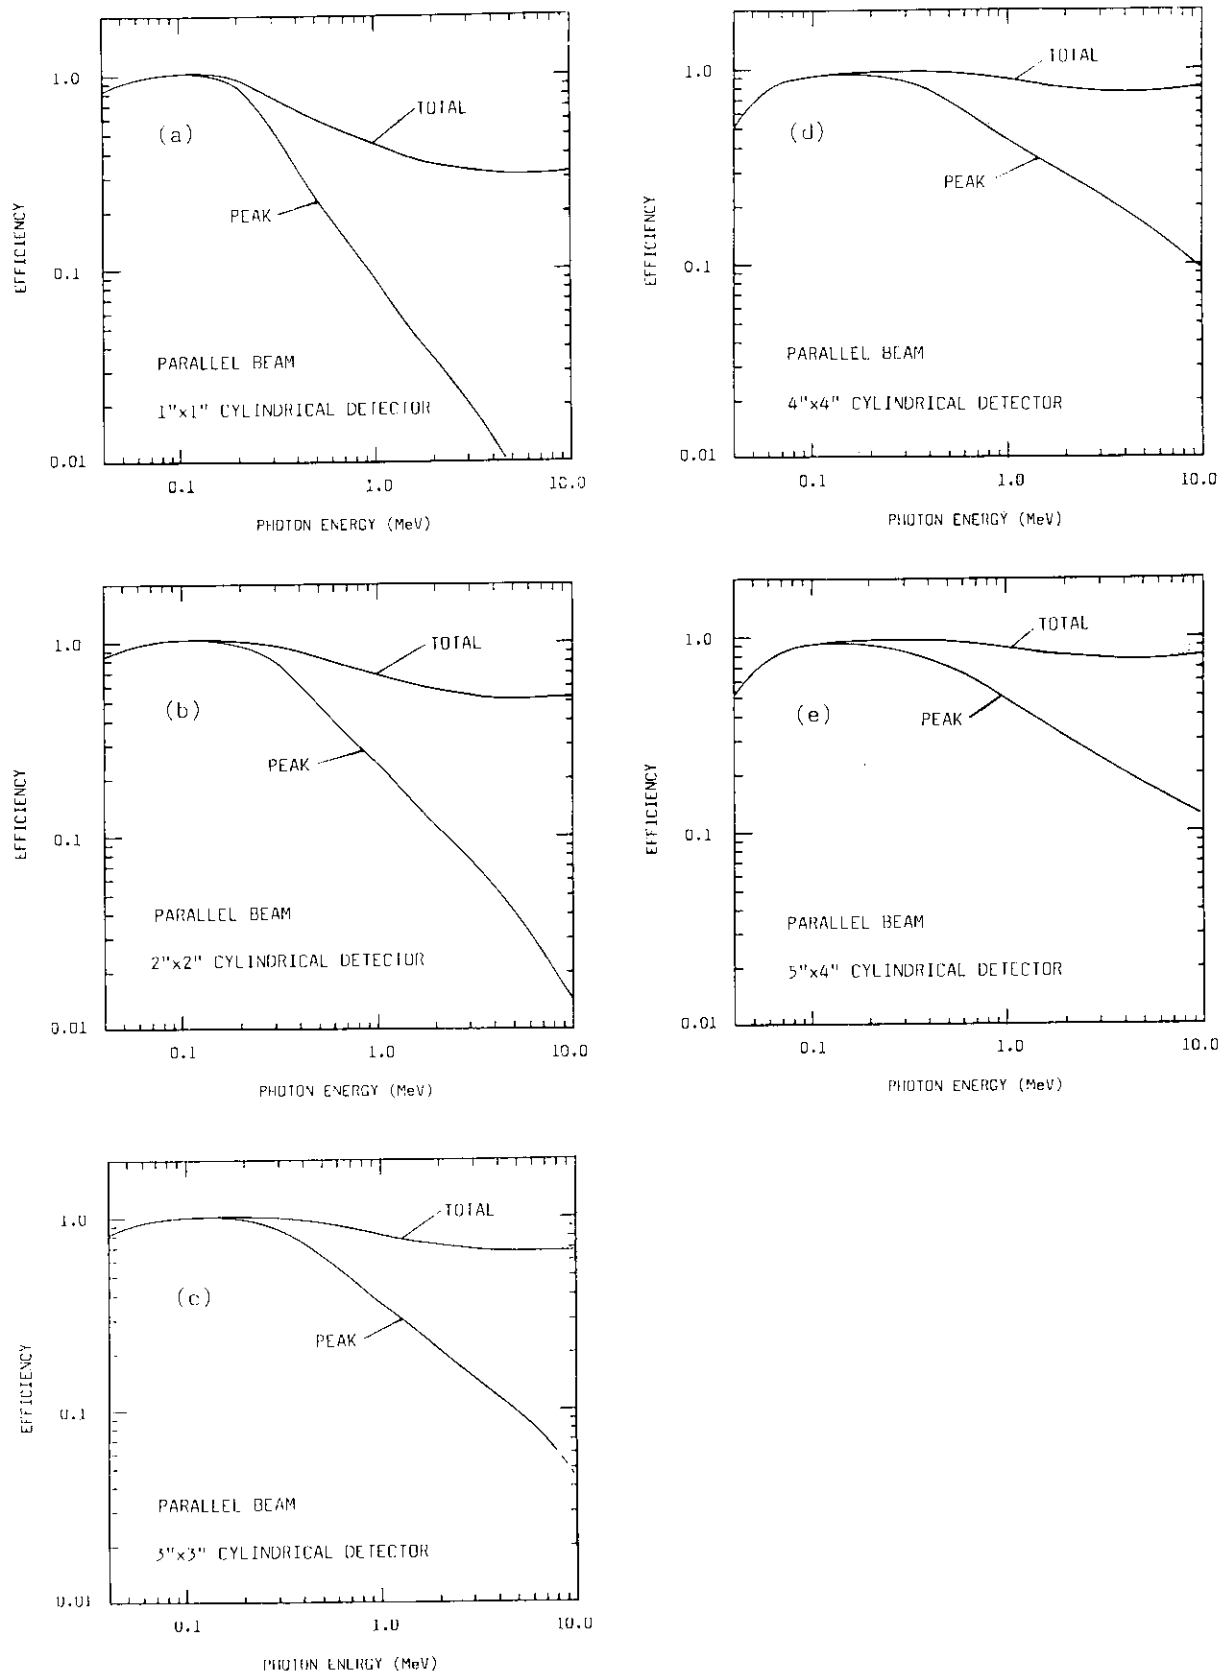 1.0
0.1
0.01
EFFICIENCY
(a)
TOTAL
PEAK
PARALLEL BEAM
1"x1" CYLINDRICAL DETECTOR
0.1
1.0
10.0
PHOTON ENERGY (MeV)
1.0
0.1
0.01
EFFICIENCY
(b)
TOTAL
PEAK
PARALLEL BEAM
2"x2" CYLINDRICAL DETECTOR
0.1
1.0
10.0
PHOTON ENERGY (MeV)
1.0
0.1
0.01
EFFICIENCY
(c)
TOTAL
PEAK
PARALLEL BEAM
3"x3" CYLINDRICAL DETECTOR
0.1
1.0
10.0
PHOTON ENERGY (MeV)
1.0
0.1
0.01
EFFICIENCY
(d)
TOTAL
PEAK
PARALLEL BEAM
4"x4" CYLINDRICAL DETECTOR
0.1
1.0
10.0
PHOTON ENERGY (MeV)
1.0
0.1
0.01
EFFICIENCY
(e)
TOTAL
PEAK
PARALLEL BEAM
5"x4" CYLINDRICAL DETECTOR
0.1
1.0
10.0
PHOTON ENERGY (MeV)